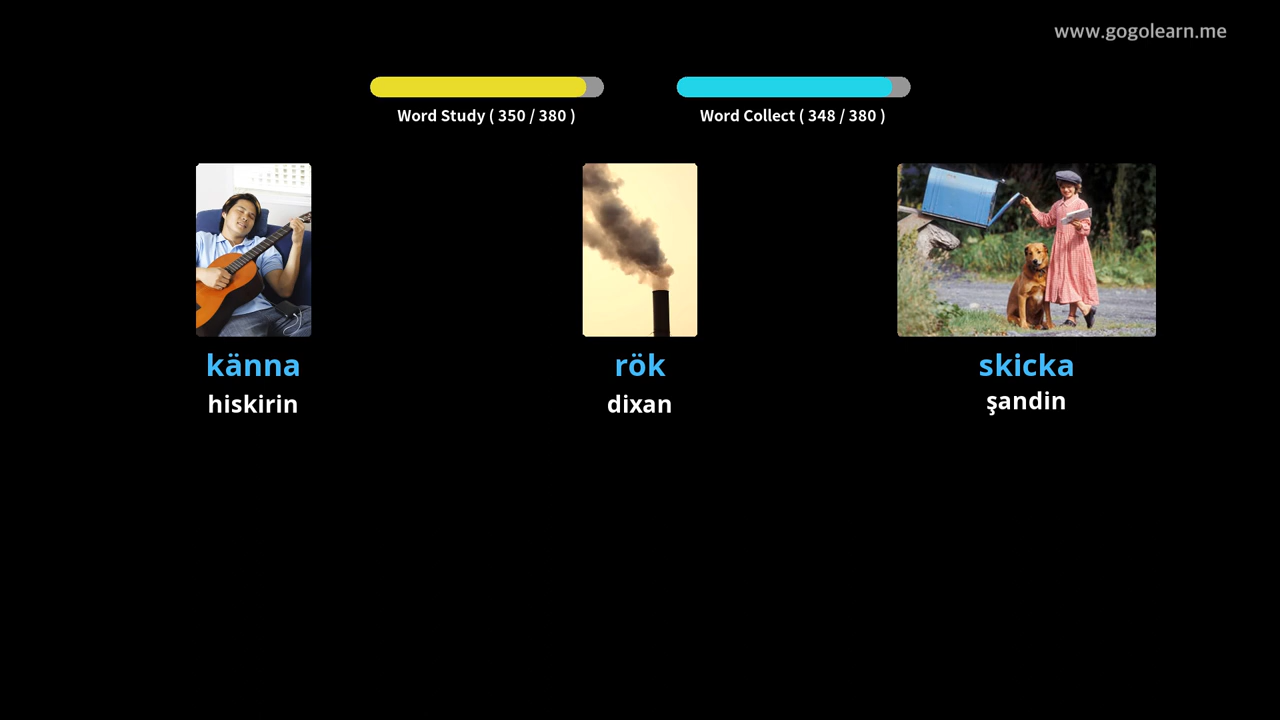 www.gogolearn.me
Word Study ( 350 / 380 )
Word Collect ( 348 / 380 )
känna
rök
skicka
hiskirin
dixan
şandin